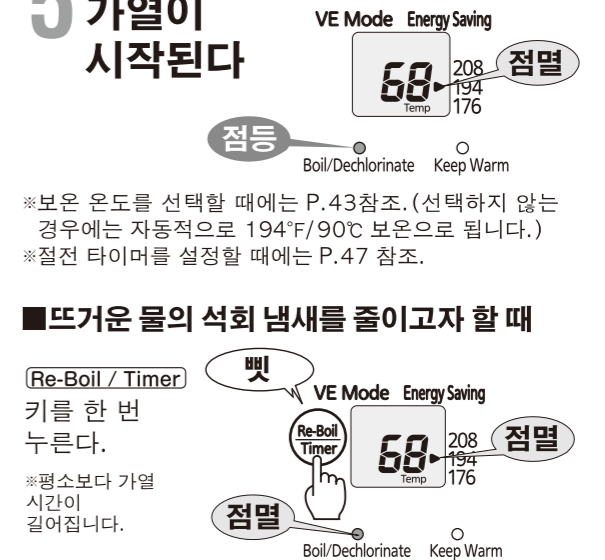 5 가열이
시작된다
VE Mode Energy Saving
68 Temp
208
194
176
점멸
점등
Boil/Dechlorinate Keep Warm
※보온 온도를 선택할 때에는 P.43참조.(선택하지 않는
경우에는 자동적으로 194°F/90℃ 보온으로 됩니다.)
※절전 타이머를 설정할 때에는 P.47 참조.
■뜨거운 물의 석회 냄새를 줄이고자 할 때
Re-Boil / Timer
키를 한 번
누른다.
※평소보다 가열
시간이
길어집니다.
삣
VE Mode Energy Saving
Re-Boil
Timer
68 Temp
208
194
176
점멸
점멸
Boil/Dechlorinate Keep Warm